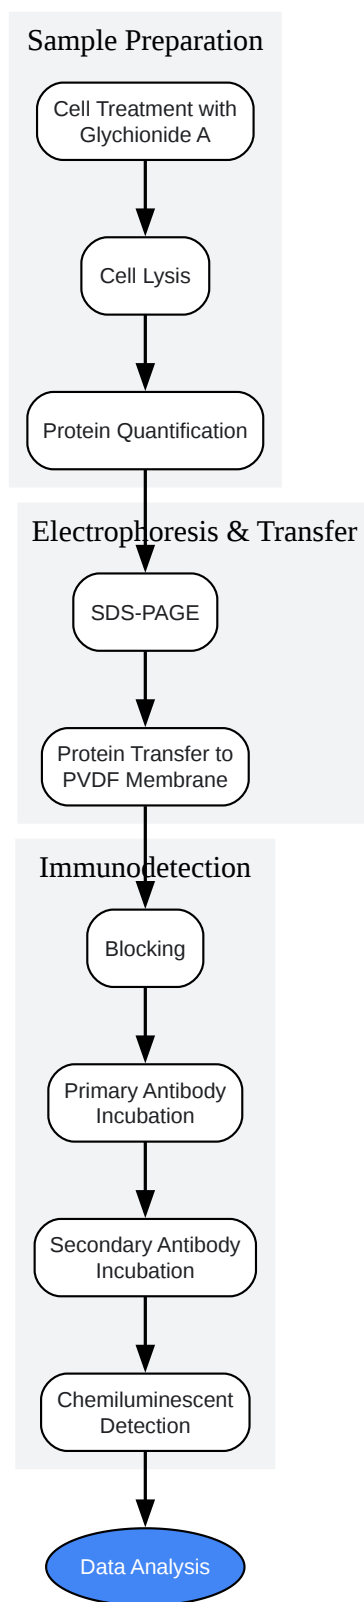 Sample Preparation
Cell Treatment with
Glychionide A
Cell Lysis
Protein Quantification
Electrophoresis & Transfer
SDS-PAGE
Protein Transfer to
PVDF Membrane
Immunodetection
Blocking
Primary Antibody
Incubation
Secondary Antibody
Incubation
Chemiluminescent
Detection
Data Analysis